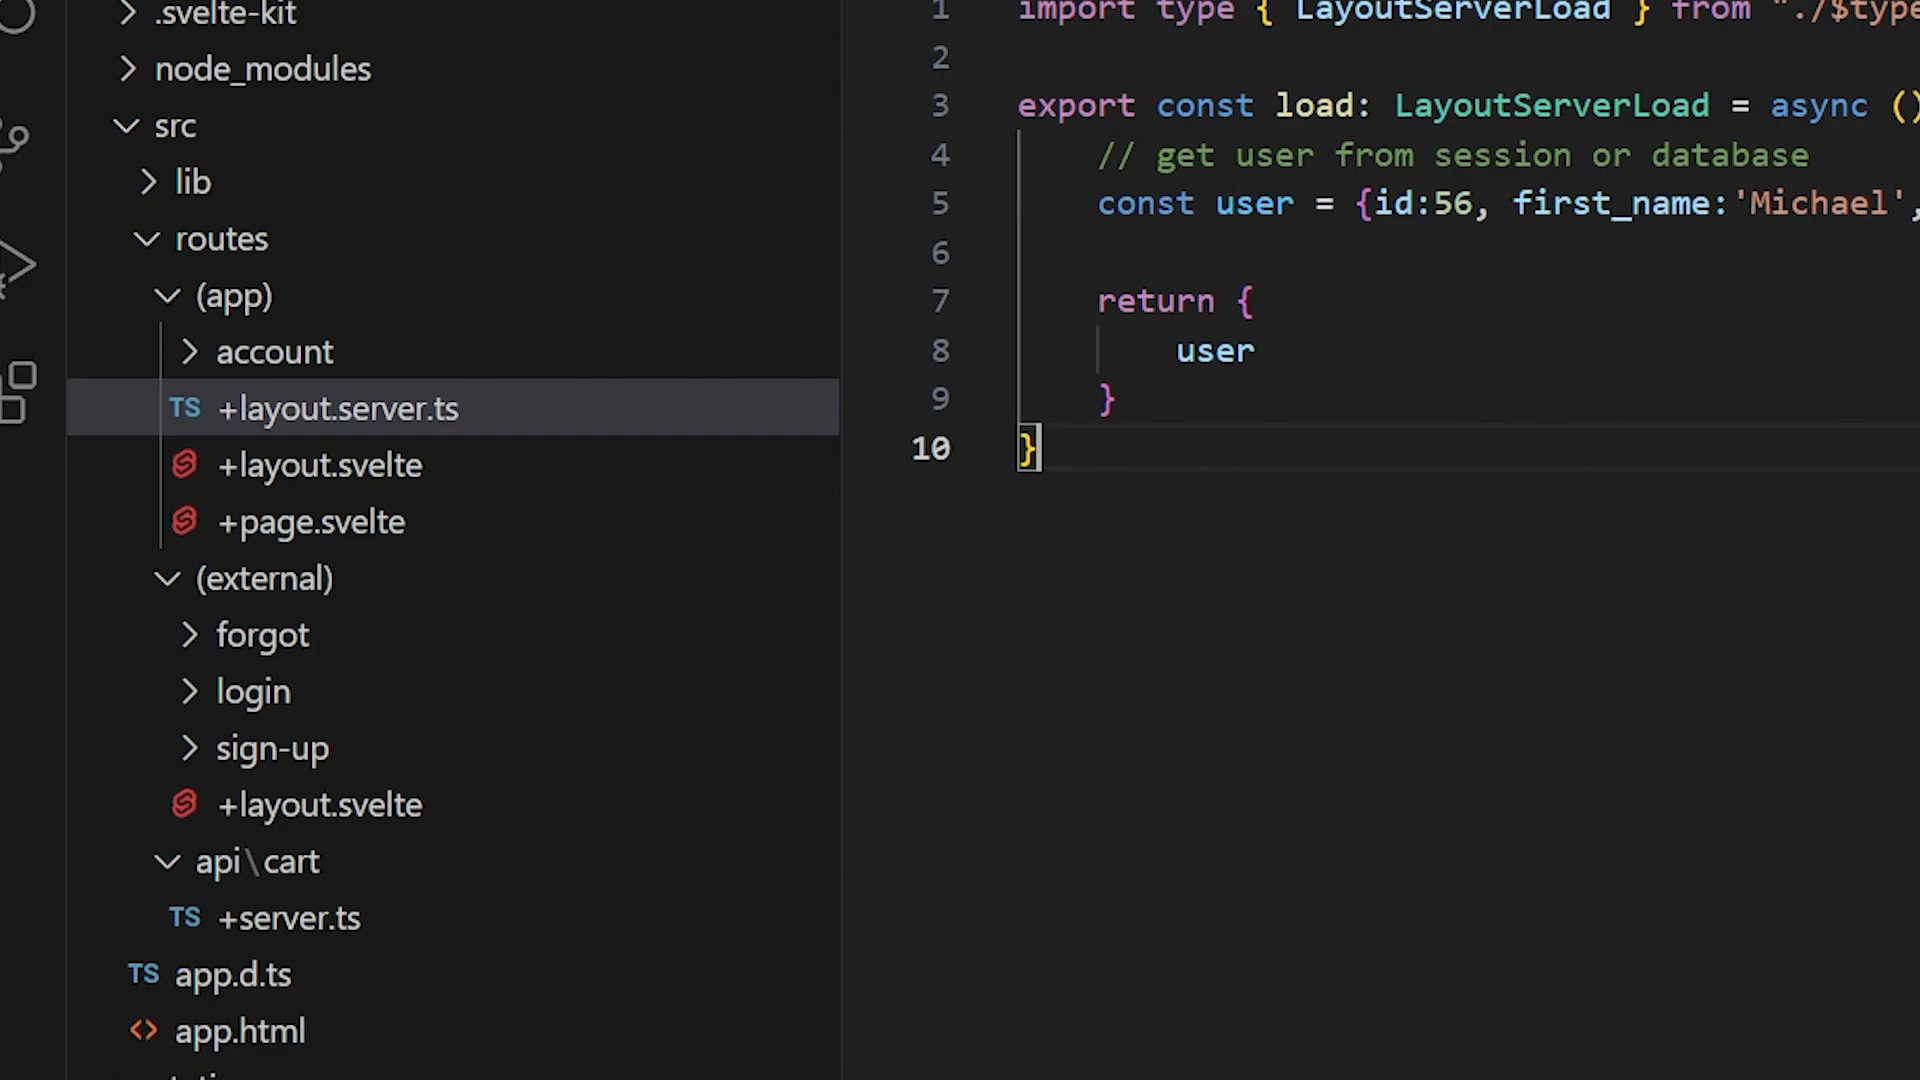 .svelte-kit
node_modules
src
lib
routes
(app)
account
TS +layout.server.ts
+layout.svelte
+page.svelte
(external)
forgot
login
sign-up
+layout.svelte
api\cart
TS +server.ts
TS app.d.ts
<> app.html
1 import type { LayoutServerLoad } from "./$type
2
3 export const load: LayoutServerLoad = async ()
4 // get user from session or database
5 const user = {id:56, first_name:'Michael',
6
7 return {
8 user
9 }
10 }